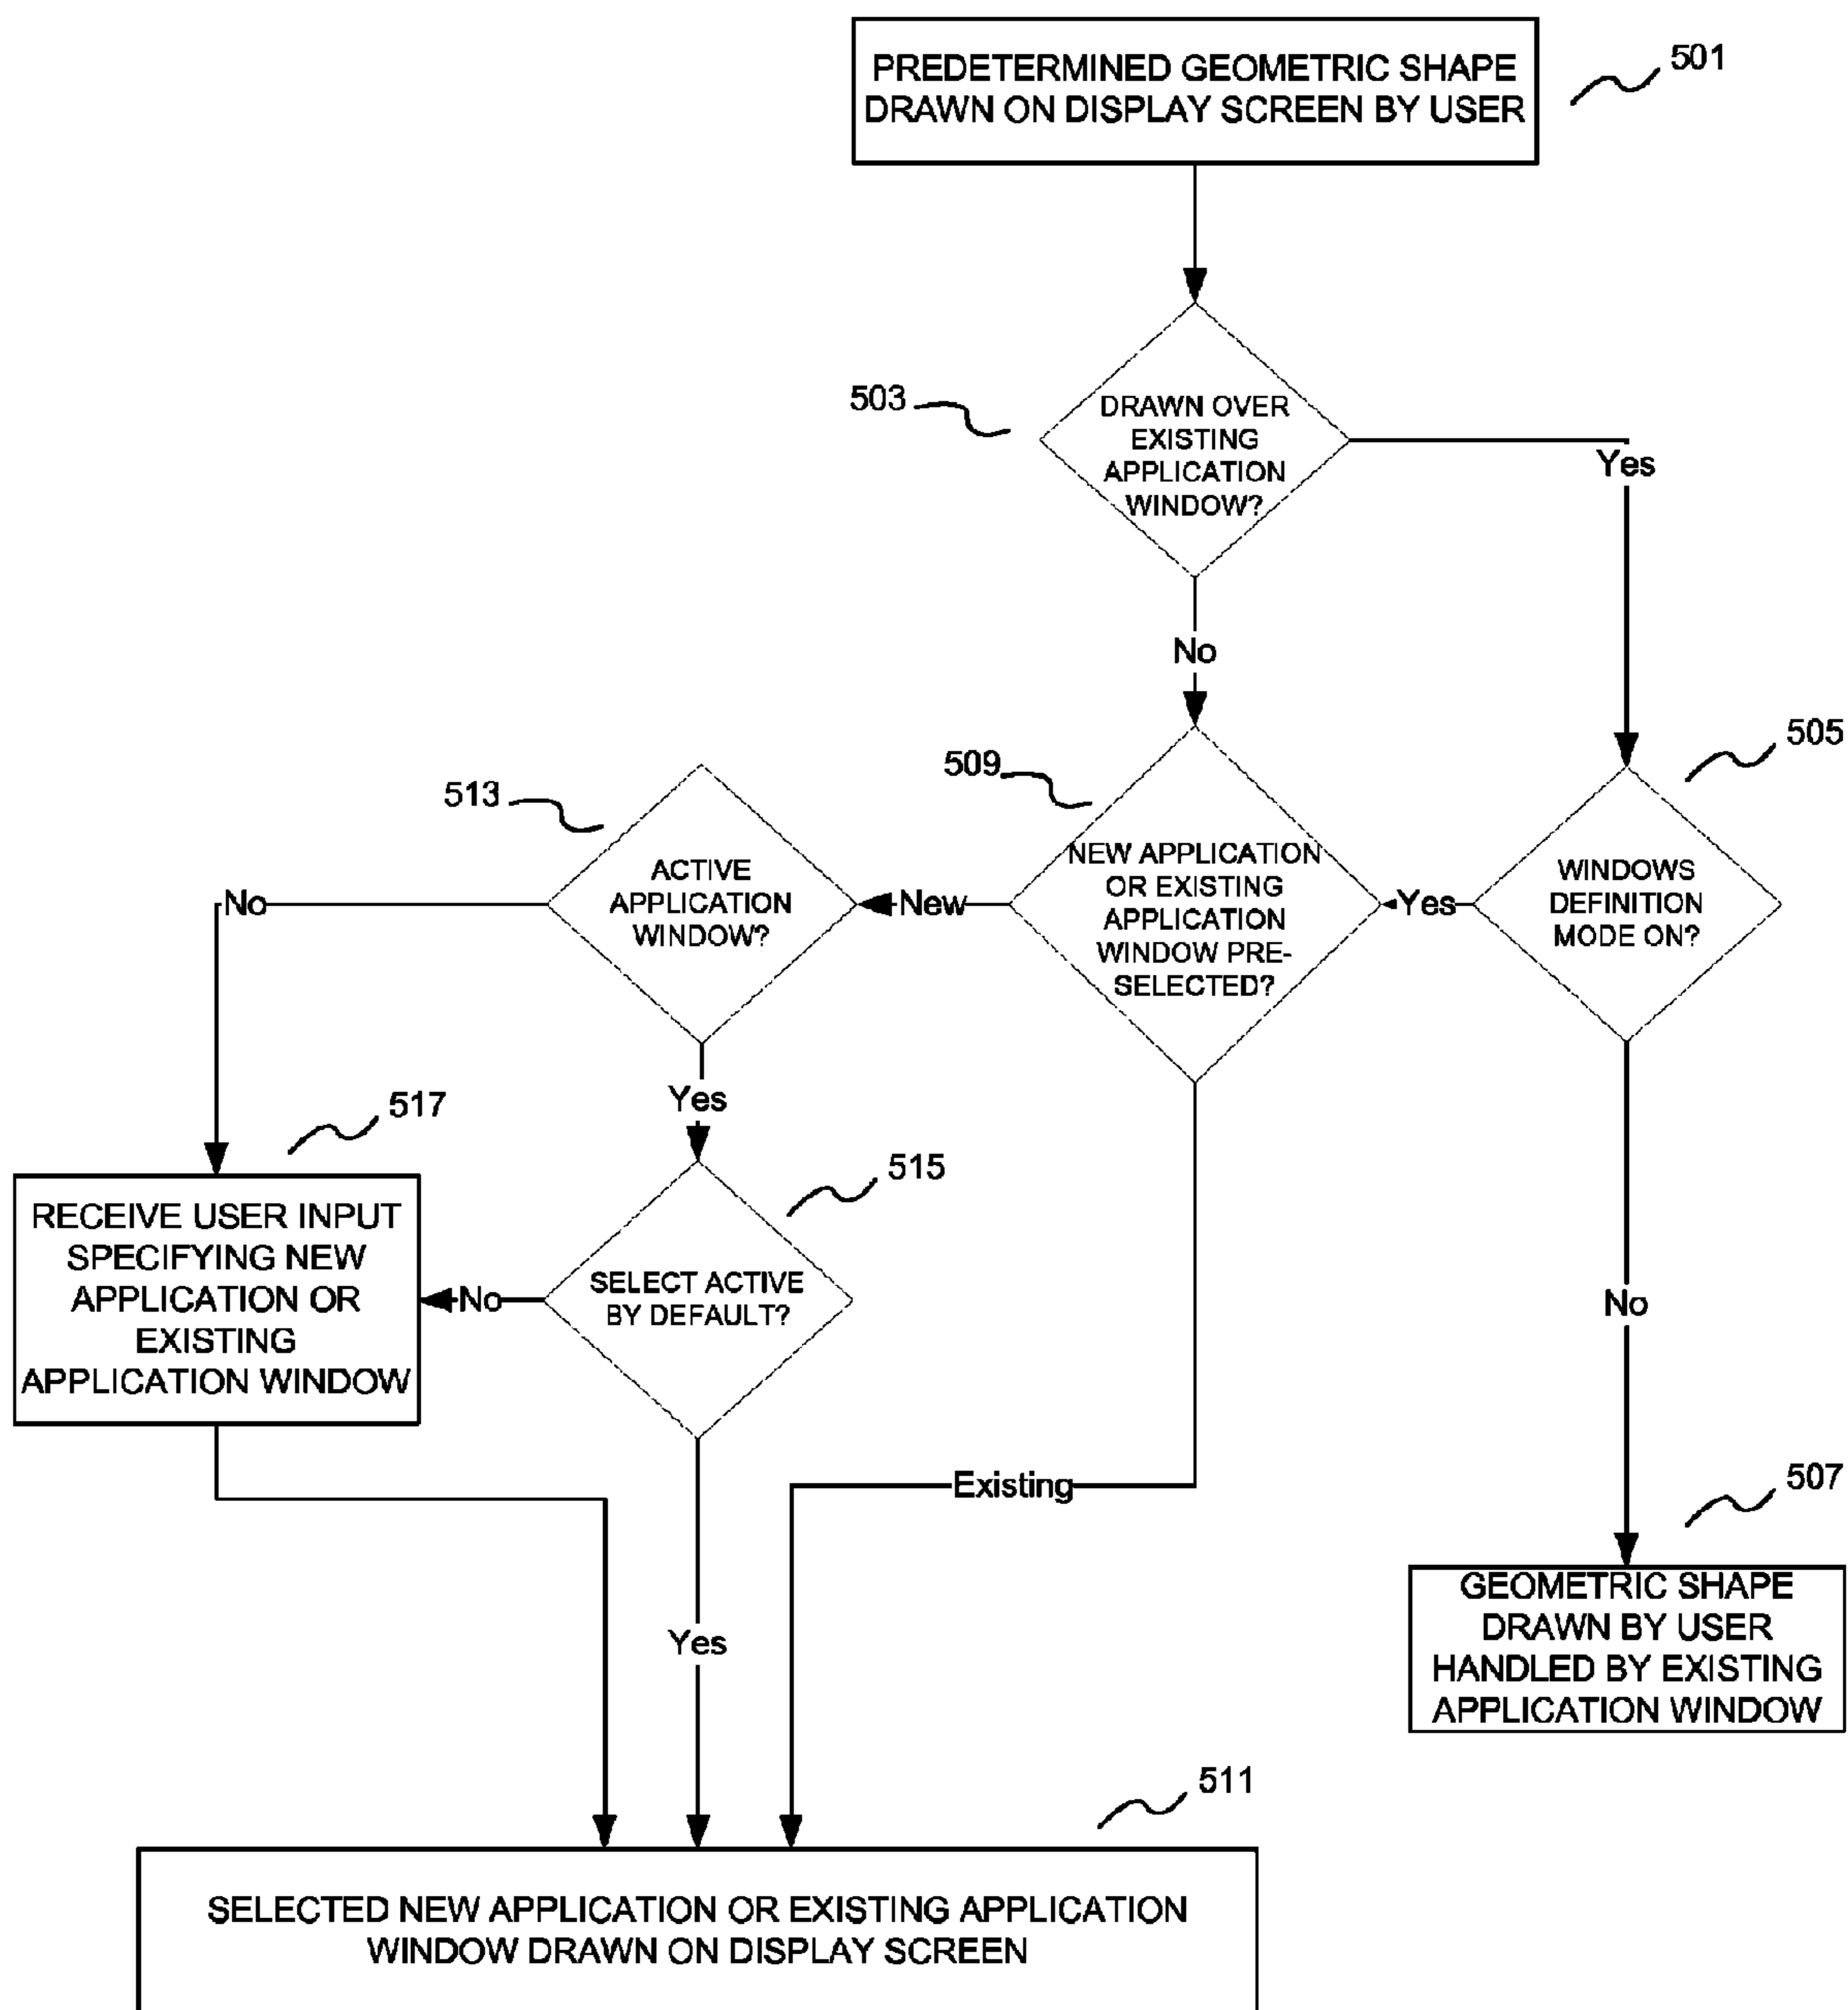 PREDETERMINED GEOMETRIC SHAPE
DRAWN ON DISPLAY SCREEN BY USER
501
503
DRAWN OVER
EXISTING
APPLICATION
WINDOW?
Yes
No
505
509
513
WINDOWS
DEFINITION
MODE ON?
Yes
NEW APPLICATION
OR EXISTING
APPLICATION
WINDOW PRE-
SELECTED?
New
ACTIVE
APPLICATION
WINDOW?
No
Yes
517
515
RECEIVE USER INPUT
SPECIFYING NEW
APPLICATION OR
EXISTING
APPLICATION WINDOW
No
SELECT ACTIVE
BY DEFAULT?
No
Existing
Yes
507
GEOMETRIC SHAPE
DRAWN BY USER
HANDLED BY EXISTING
APPLICATION WINDOW
511
SELECTED NEW APPLICATION OR EXISTING APPLICATION
WINDOW DRAWN ON DISPLAY SCREEN